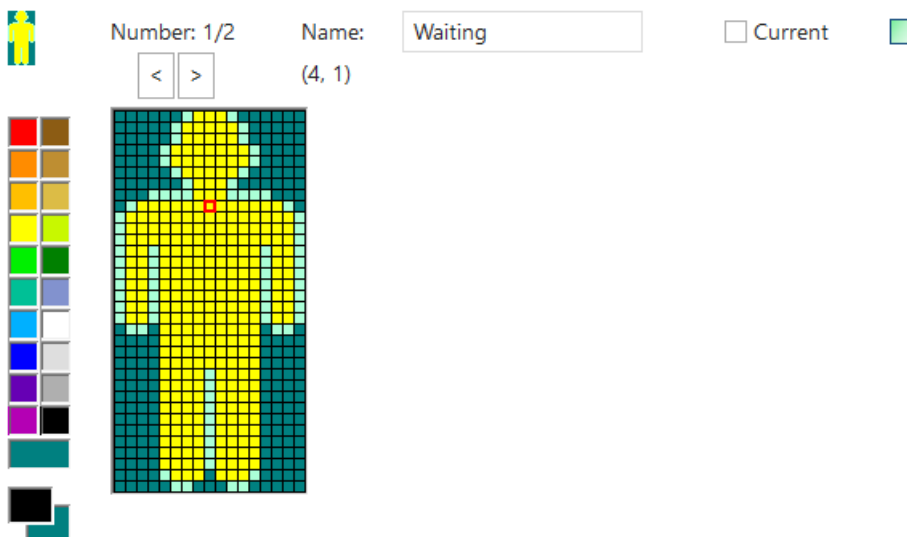 Number: 1/2 Name: Waiting Current
< > (4, 1)